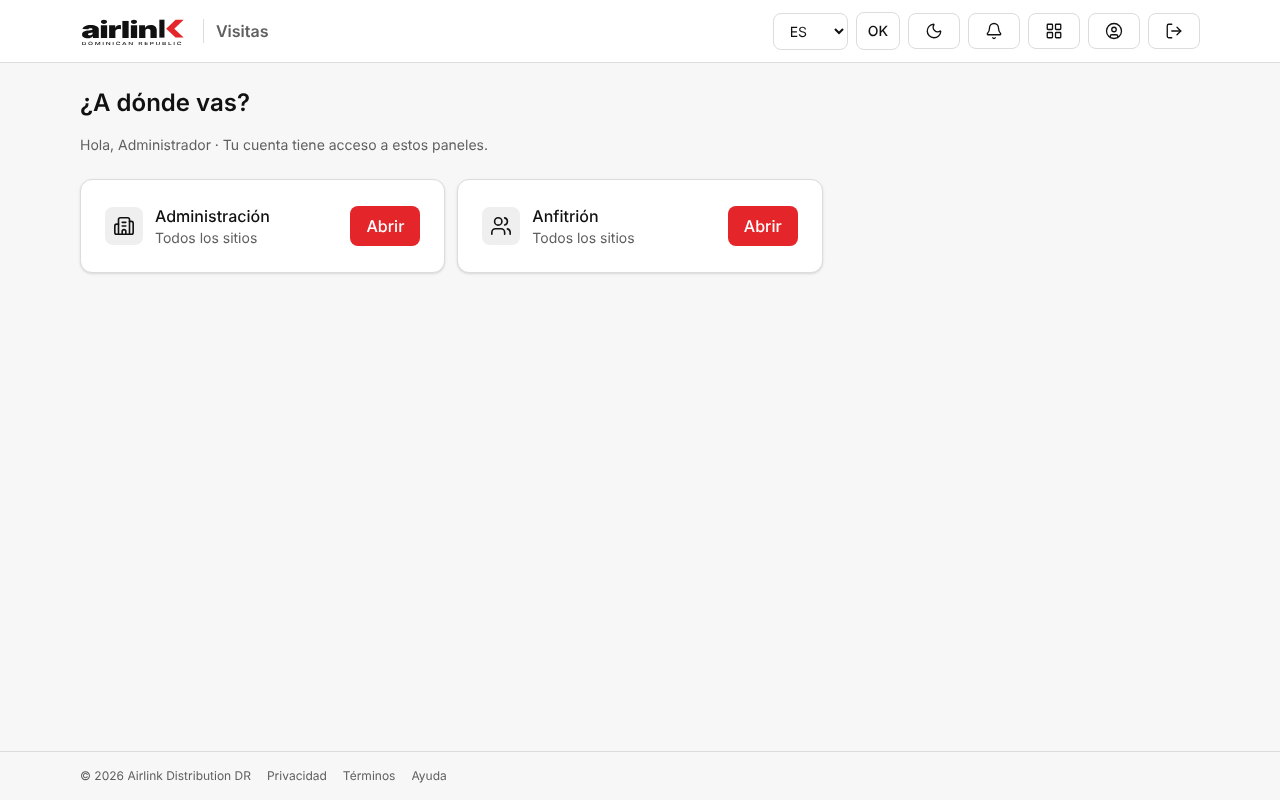 airlink
DOMINICAN REPUBLIC
Visitas
ES
OK
¿A dónde vas?
Hola, Administrador · Tu cuenta tiene acceso a estos paneles.
Administración
Todos los sitios
Abrir
Anfitrión
Todos los sitios
Abrir
© 2026 Airlink Distribution DR Privacidad Términos Ayuda